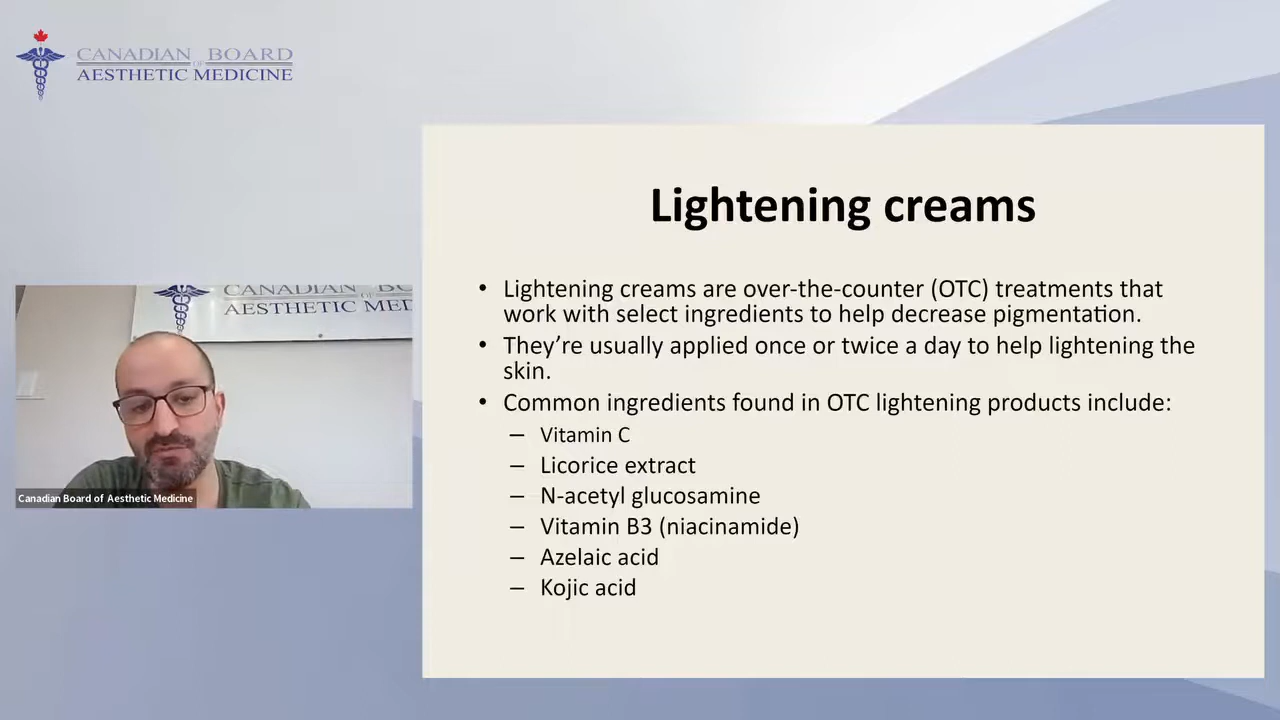 CANADIAN BOARD
OF
AESTHETIC MEDICINE
Lightening creams
• Lightening creams are over-the-counter (OTC) treatments that
work with select ingredients to help decrease pigmentation.
• They’re usually applied once or twice a day to help lightening the
skin.
• Common ingredients found in OTC lightening products include:
– Vitamin C
– Licorice extract
– N-acetyl glucosamine
– Vitamin B3 (niacinamide)
– Azelaic acid
– Kojic acid
CANADIAN BO
OF
AESTHETIC MED
Canadian Board of Aesthetic Medicine